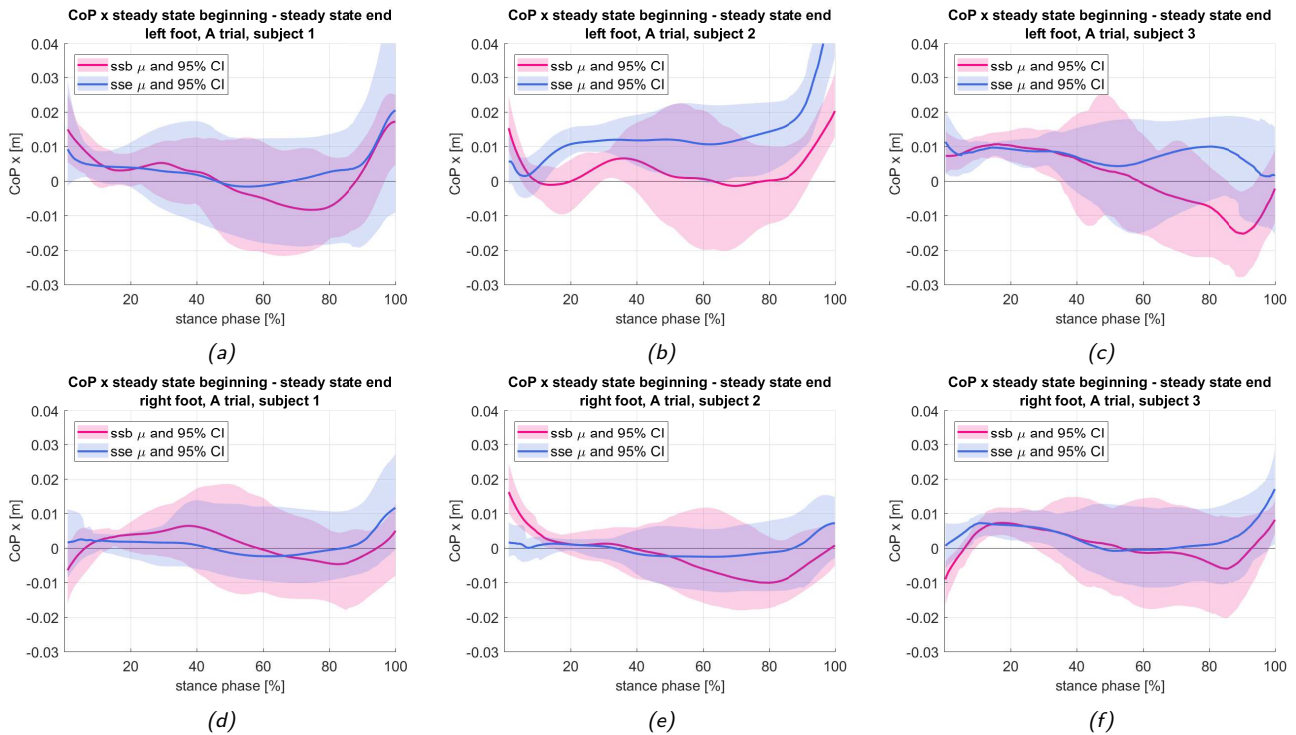 CoP x steady state beginning - steady state end
left foot, A trial, subject 1
0.04
0.03
0.02
0.01
0
-0.01
-0.02
-0.03
CoP x [m]
ssb μ and 95% CI
sse μ and 95% CI
20 40 60 80 100
stance phase [%]
(a)
CoP x steady state beginning - steady state end
left foot, A trial, subject 2
0.04
0.03
0.02
0.01
0
-0.01
-0.02
-0.03
CoP x [m]
ssb μ and 95% CI
sse μ and 95% CI
20 40 60 80 100
stance phase [%]
(b)
CoP x steady state beginning - steady state end
left foot, A trial, subject 3
0.04
0.03
0.02
0.01
0
-0.01
-0.02
-0.03
CoP x [m]
ssb μ and 95% CI
sse μ and 95% CI
20 40 60 80 100
stance phase [%]
(c)
CoP x steady state beginning - steady state end
right foot, A trial, subject 1
0.04
0.03
0.02
0.01
0
-0.01
-0.02
-0.03
CoP x [m]
ssb μ and 95% CI
sse μ and 95% CI
20 40 60 80 100
stance phase [%]
(d)
CoP x steady state beginning - steady state end
right foot, A trial, subject 2
0.04
0.03
0.02
0.01
0
-0.01
-0.02
-0.03
CoP x [m]
ssb μ and 95% CI
sse μ and 95% CI
20 40 60 80 100
stance phase [%]
(e)
CoP x steady state beginning - steady state end
right foot, A trial, subject 3
0.04
0.03
0.02
0.01
0
-0.01
-0.02
-0.03
CoP x [m]
ssb μ and 95% CI
sse μ and 95% CI
20 40 60 80 100
stance phase [%]
(f)